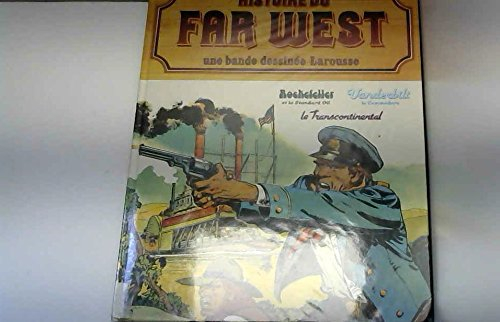 HISTOIRE DU
FAR WEST
une bande dessinée Larousse
Rockefeller
et la Standard Oil
Vanderbilt
le Commodore
le Transcontinental